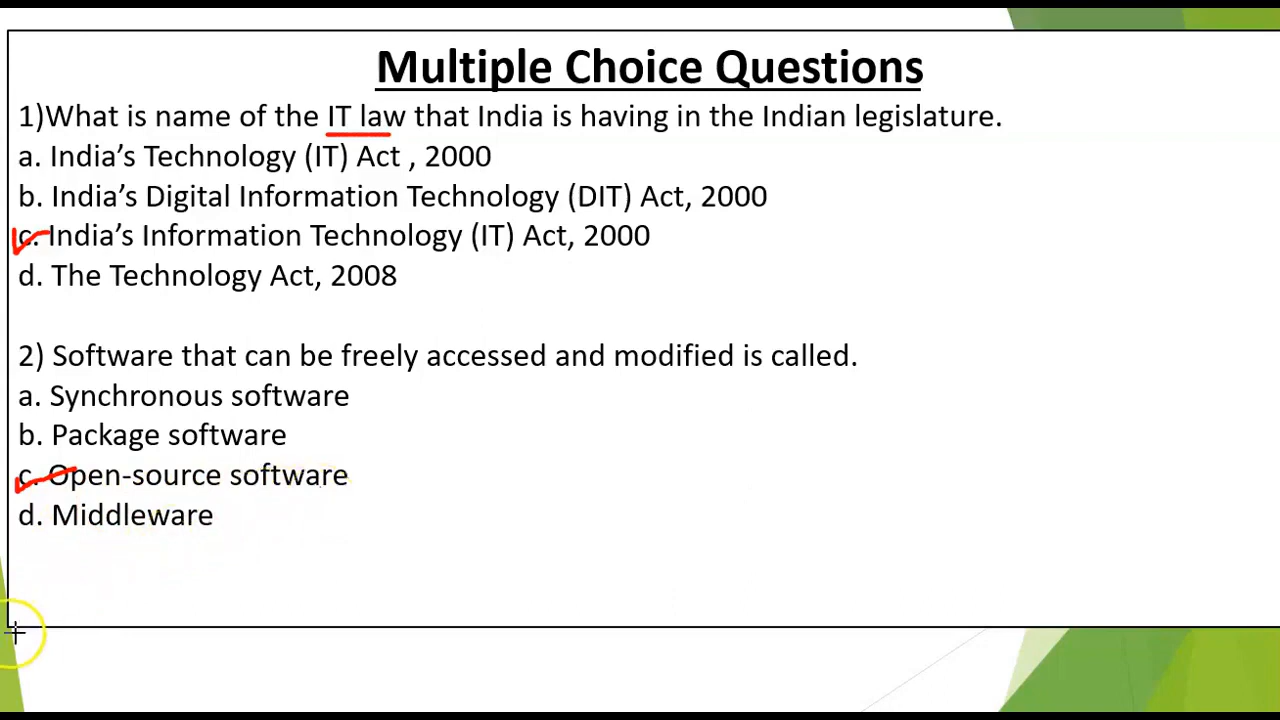 Multiple Choice Questions
1)What is name of the IT law that India is having in the Indian legislature.
a. India’s Technology (IT) Act , 2000
b. India’s Digital Information Technology (DIT) Act, 2000
c. India’s Information Technology (IT) Act, 2000
d. The Technology Act, 2008
2) Software that can be freely accessed and modified is called.
a. Synchronous software
b. Package software
c. Open-source software
d. Middleware